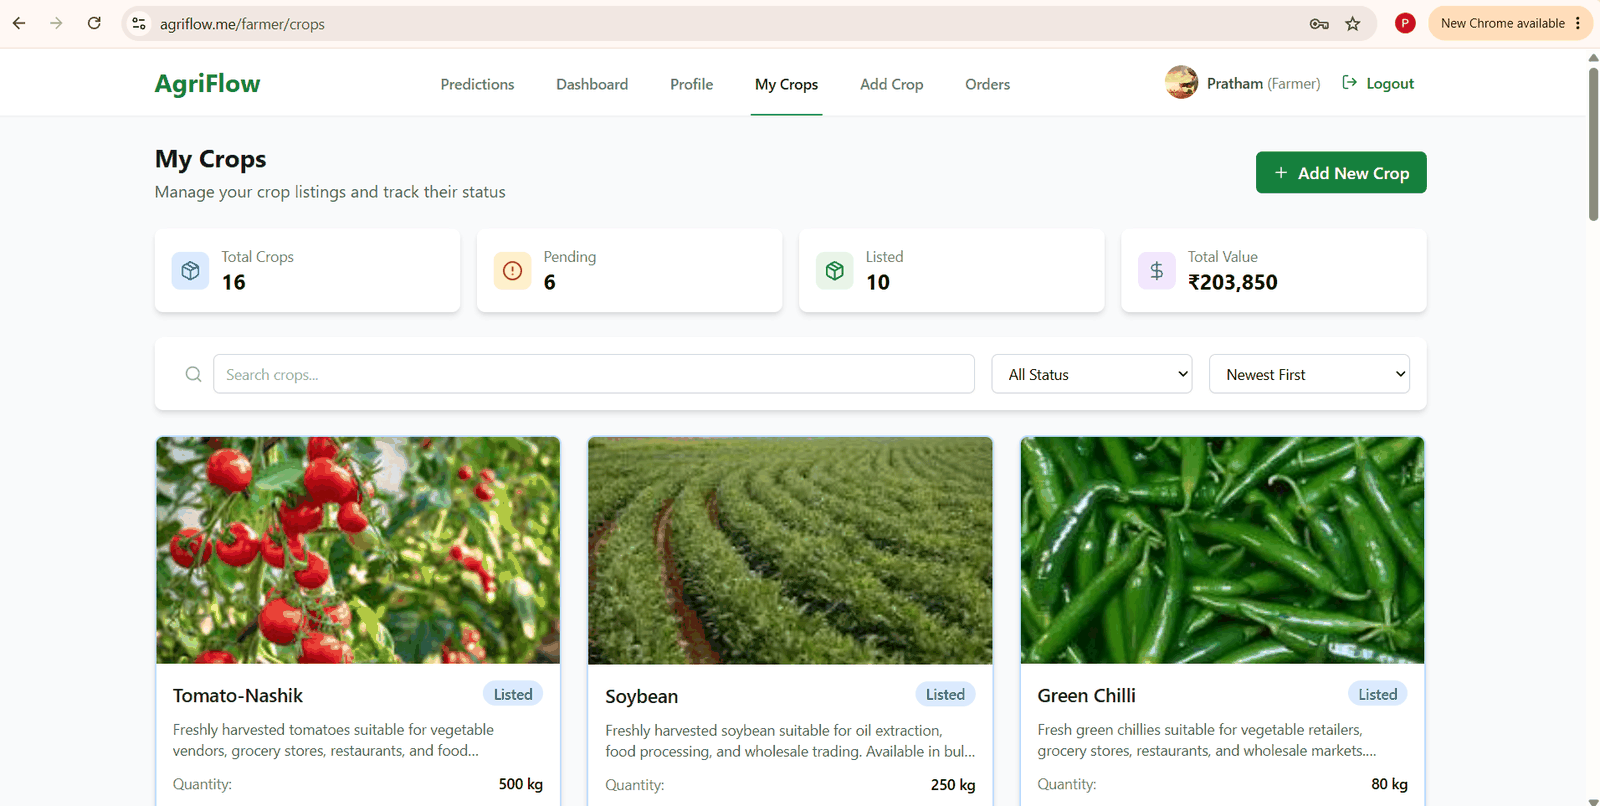 agriflow.me/farmer/crops
P
New Chrome available
AgriFlow
Predictions
Dashboard
Profile
My Crops
Add Crop
Orders
Pratham (Farmer)
Logout
My Crops
Manage your crop listings and track their status
+ Add New Crop
Total Crops
16
Pending
6
Listed
10
Total Value
₹203,850
Search crops...
All Status
Newest First
Tomato-Nashik
Listed
Freshly harvested tomatoes suitable for vegetable
vendors, grocery stores, restaurants, and food...
Quantity:
500 kg
Soybean
Listed
Freshly harvested soybean suitable for oil extraction,
food processing, and wholesale trading. Available in bul...
Quantity:
250 kg
Green Chilli
Listed
Fresh green chillies suitable for vegetable retailers,
grocery stores, restaurants, and wholesale markets....
Quantity:
80 kg